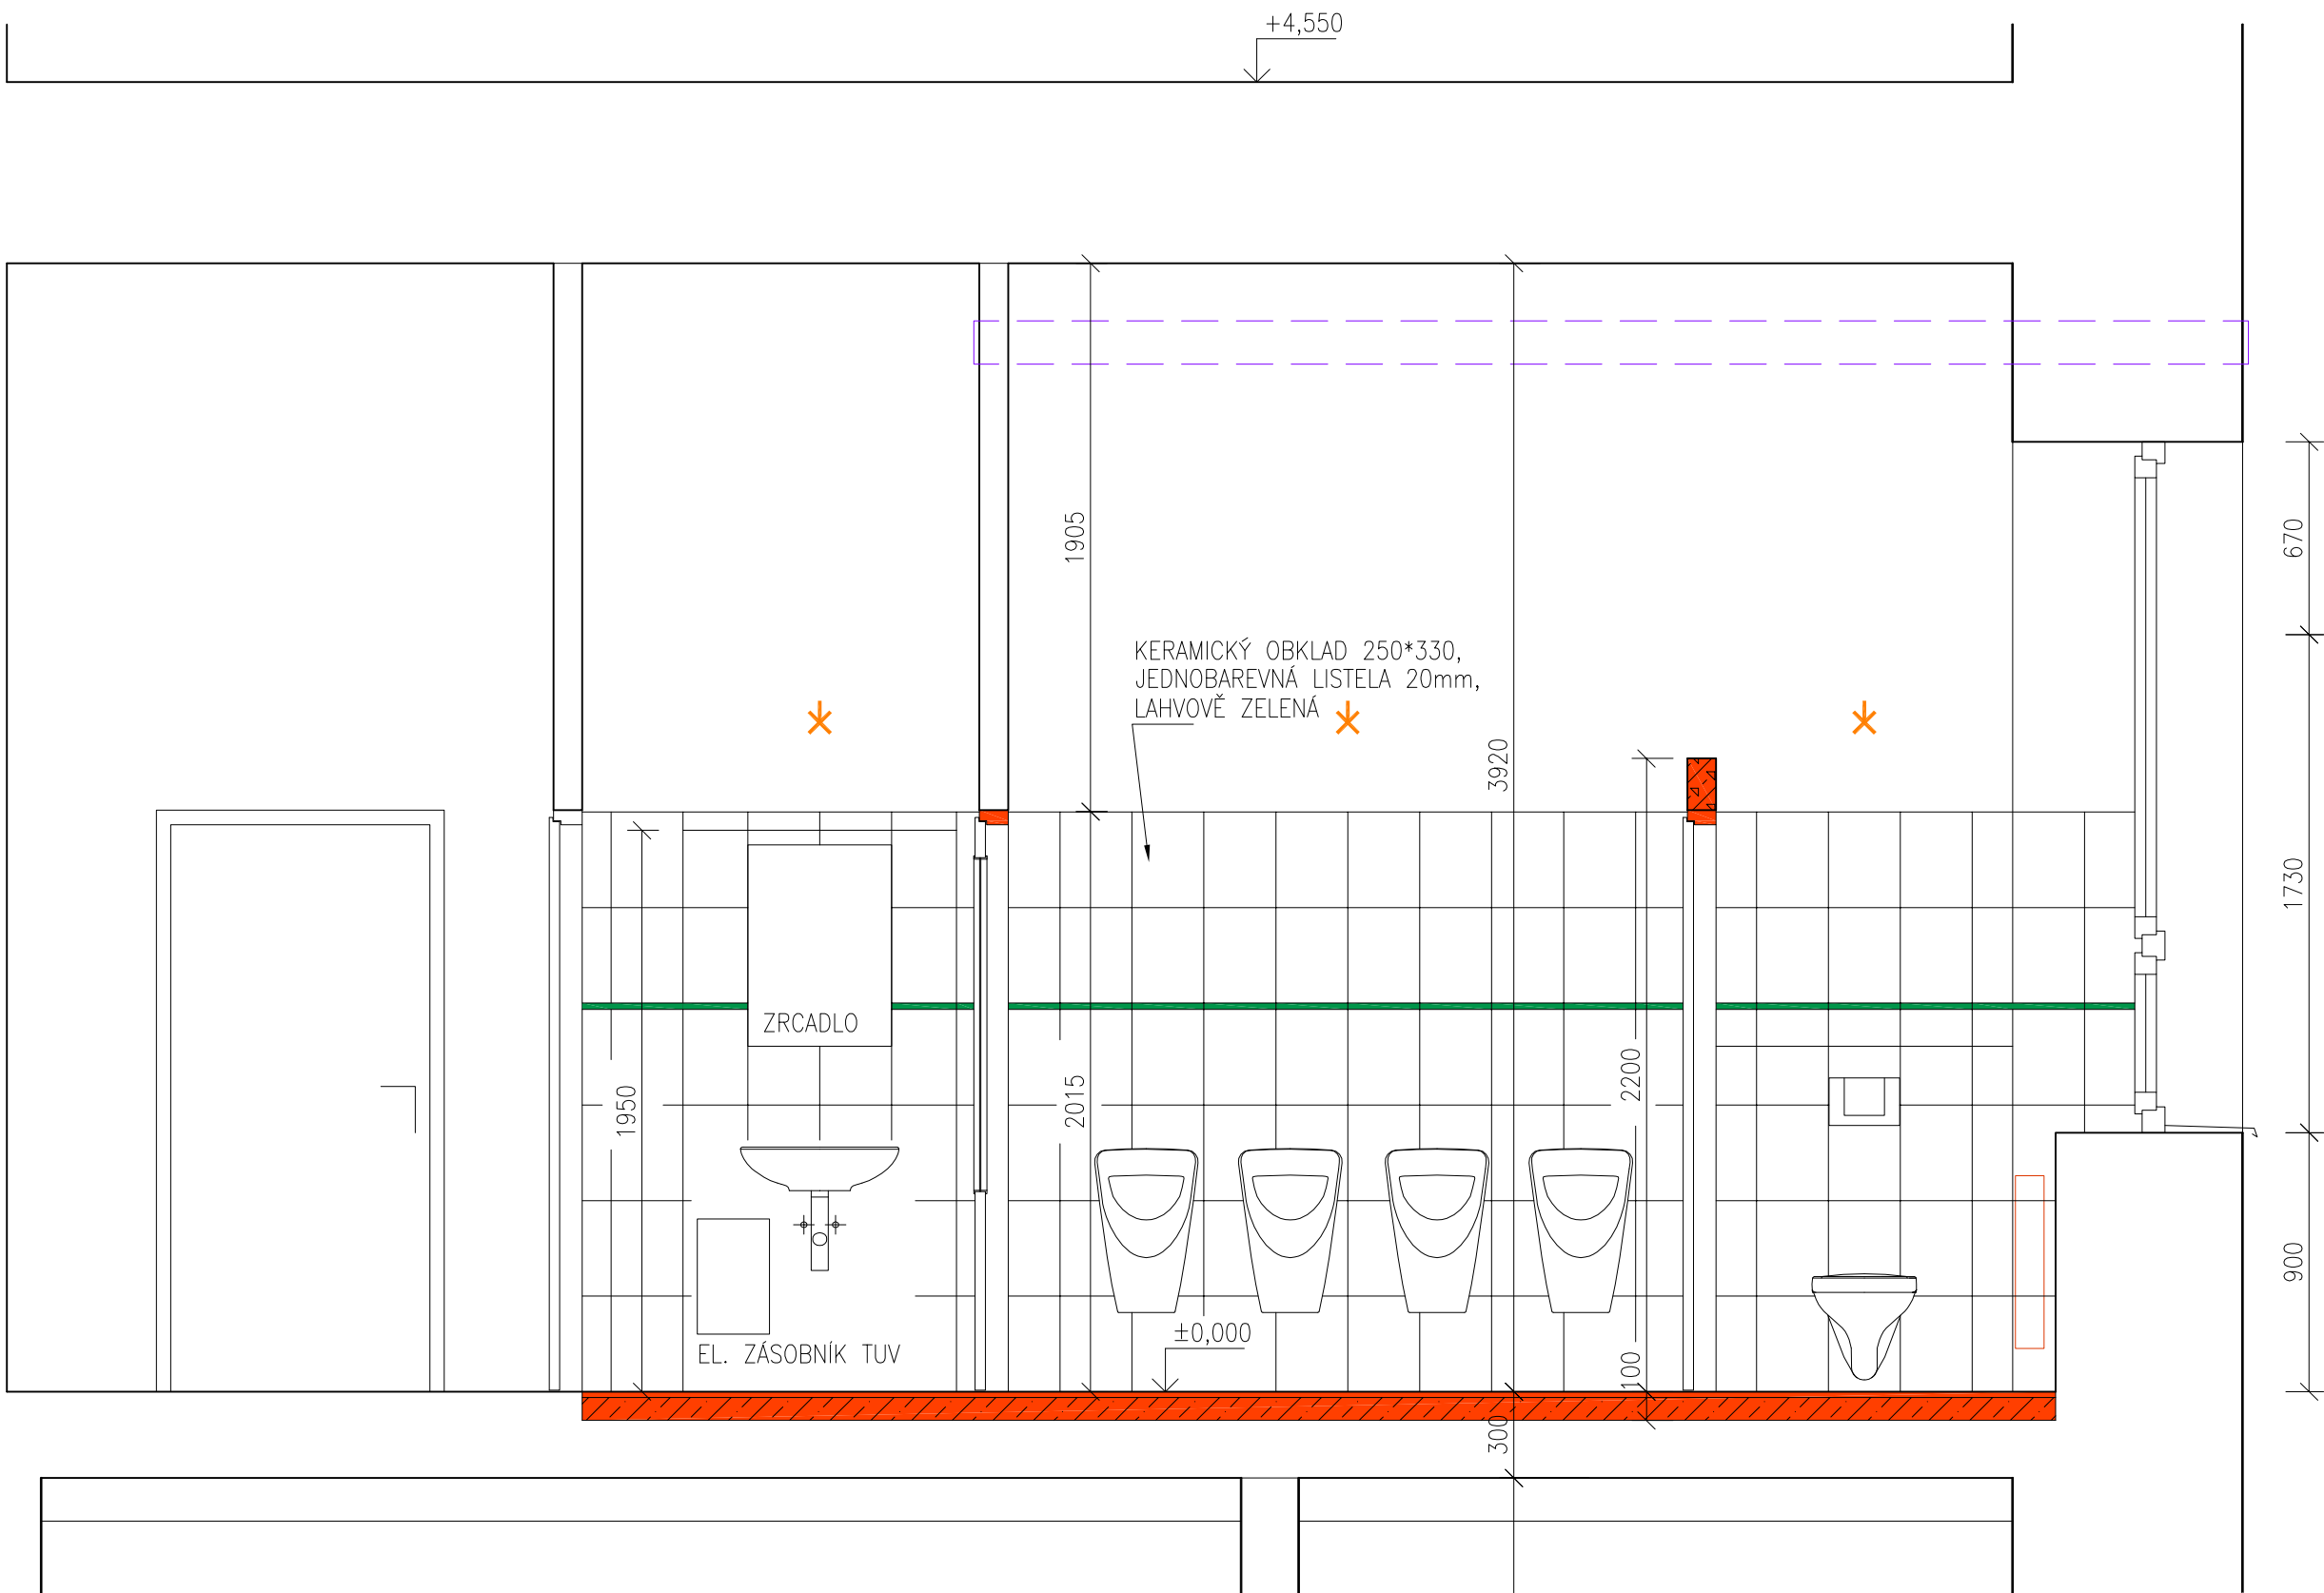 +4,550
670
1905
KERAMICKÝ OBKLAD 250*330,
JEDNOBAREVNÁ LISTELA 20mm,
LAHVOVĚ ZELENÁ
3920
1730
ZRCADLO
1950
2015
2200
900
±0,000
EL. ZÁSOBNÍK TUV
100
300